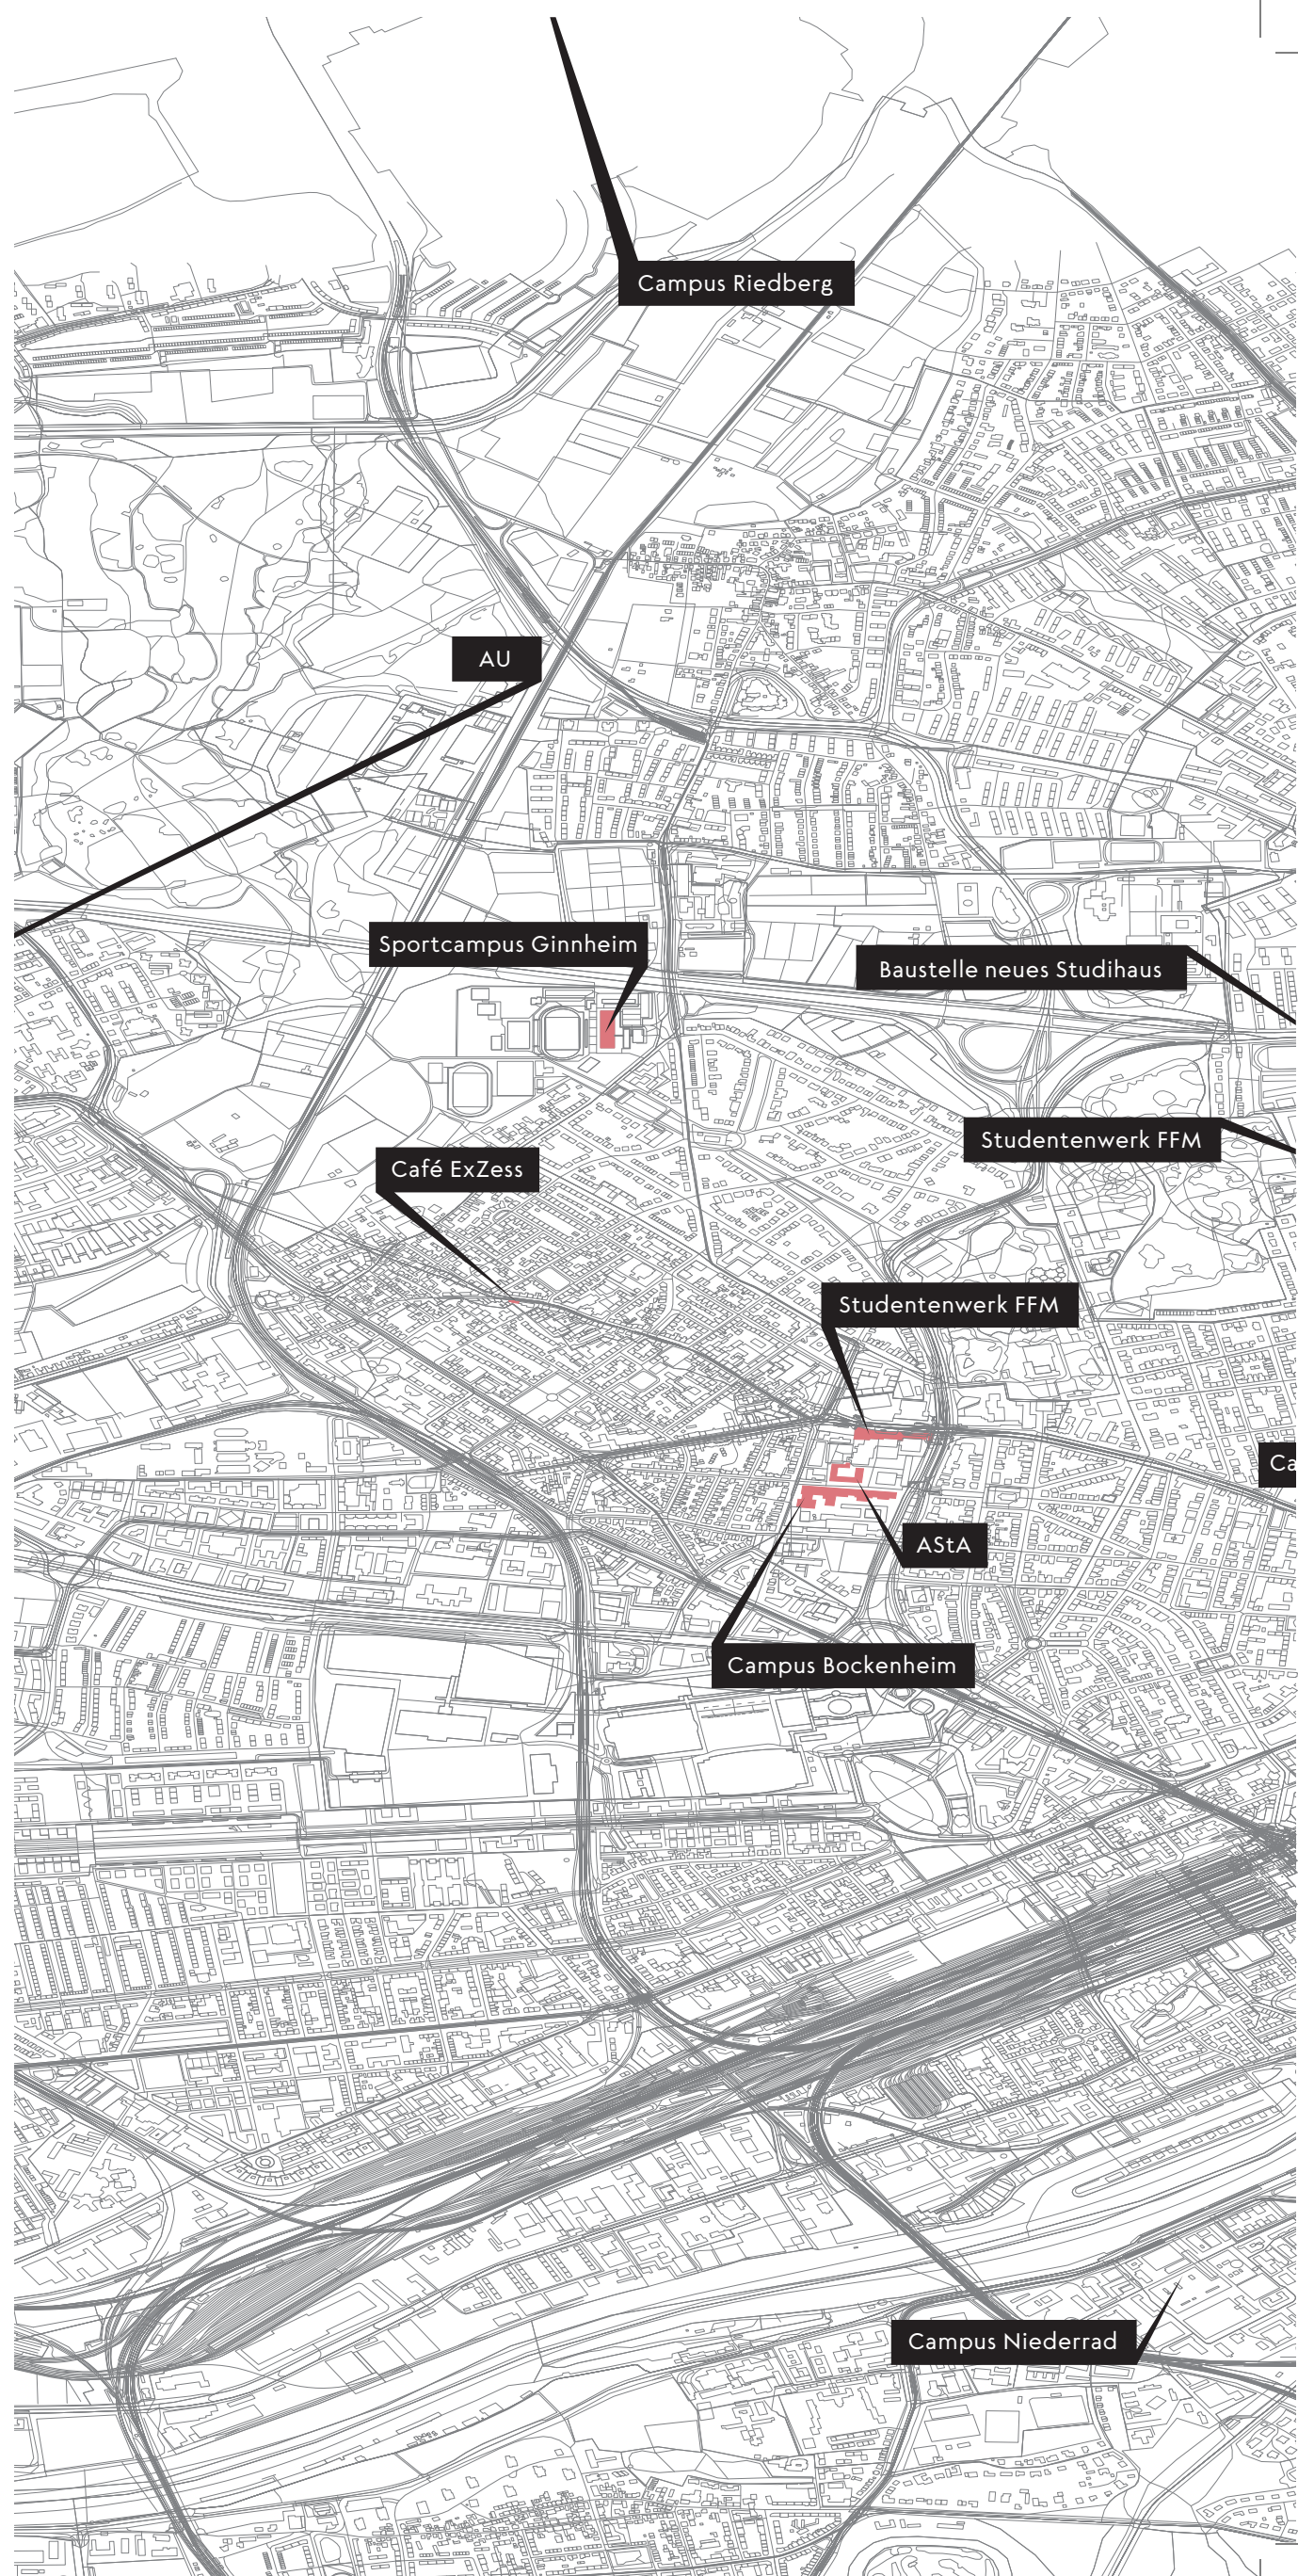 Campus Riedberg
AU
Sportcampus Ginnheim
Baustelle neues Studihaus
Studentenwerk FFM
Café ExZess
Studentenwerk FFM
Ca
AStA
Campus Bockenheim
Campus Niederrad